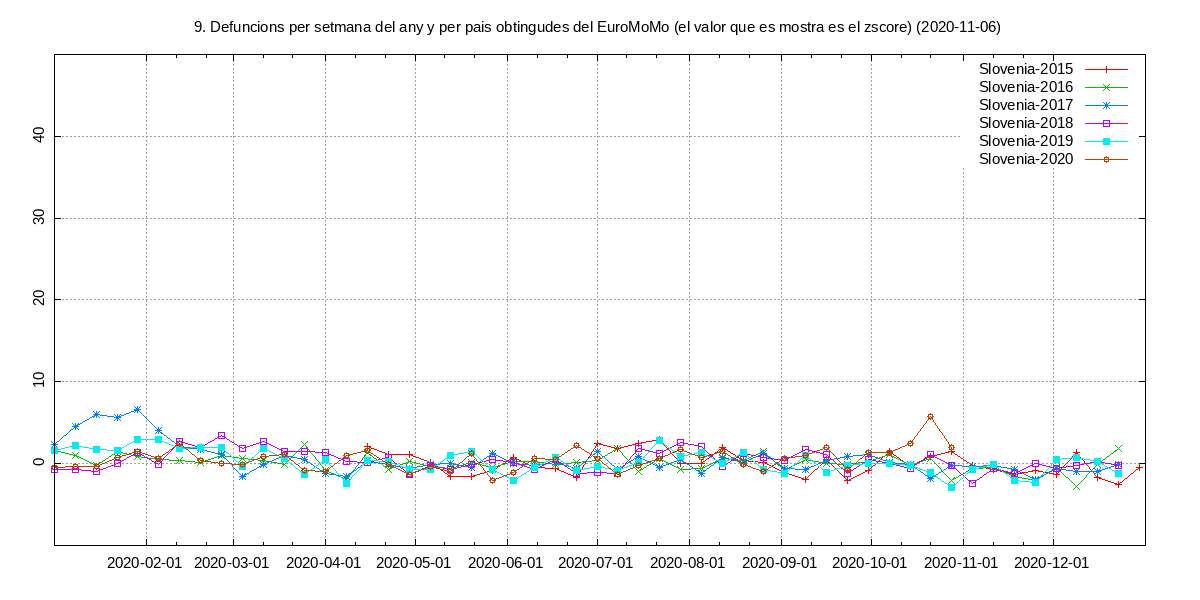 9. Defuncions per setmana del any y per pais obtingudes del EuroMoMo (el valor que es mostra es el zscore) (2020-11-06)
Slovenia-2015
Slovenia-2016
Slovenia-2017
Slovenia-2018
Slovenia-2019
Slovenia-2020
40
30
20
10
0
2020-02-01 2020-03-01 2020-04-01 2020-05-01 2020-06-01 2020-07-01 2020-08-01 2020-09-01 2020-10-01 2020-11-01 2020-12-01